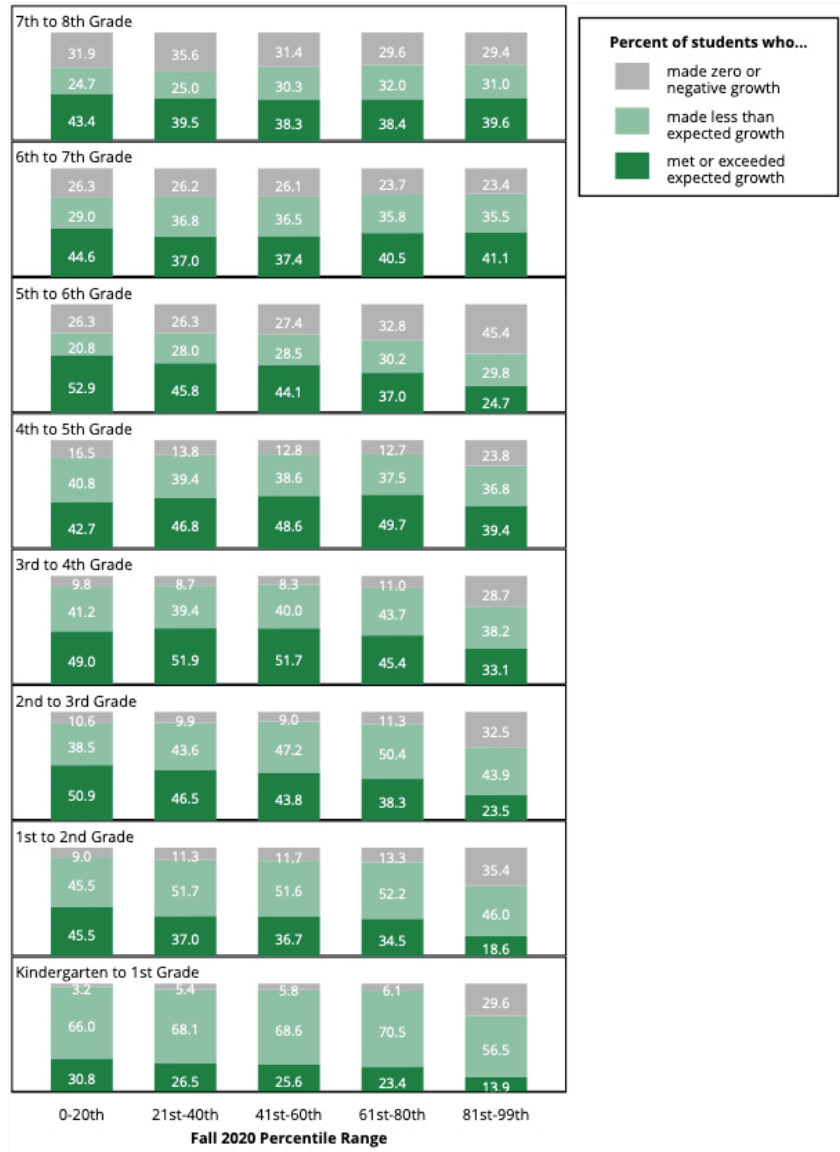 7th to 8th Grade
31.9 35.6 31.4 29.6 29.4
24.7 25.0 30.3 32.0 31.0
43.4 39.5 38.3 38.4 39.6
6th to 7th Grade
26.3 26.2 26.1 23.7 23.4
29.0 36.8 36.5 35.8 35.5
44.6 37.0 37.4 40.5 41.1
5th to 6th Grade
26.3 26.3 27.4 32.8 45.4
20.8 28.0 28.5 30.2 29.8
52.9 45.8 44.1 37.0 24.7
4th to 5th Grade
16.5 13.8 12.8 12.7 23.8
40.8 39.4 38.6 37.5 36.8
42.7 46.8 48.6 49.7 39.4
3rd to 4th Grade
9.8 8.7 8.3 11.0 28.7
41.2 39.4 40.0 43.7 38.2
49.0 51.9 51.7 45.4 33.1
2nd to 3rd Grade
10.6 9.9 9.0 11.3 32.5
38.5 43.6 47.2 50.4 43.9
50.9 46.5 43.8 38.3 23.5
1st to 2nd Grade
9.0 11.3 11.7 13.3 35.4
45.5 51.7 51.6 52.2 46.0
45.5 37.0 36.7 34.5 18.6
Kindergarten to 1st Grade
3.2 5.4 5.8 6.1 29.6
66.0 68.1 68.6 70.5 56.5
30.8 26.5 25.6 23.4 13.9
0-20th 21st-40th 41st-60th 61st-80th 81st-99th
Fall 2020 Percentile Range
Percent of students who...
made zero or
negative growth
made less than
expected growth
met or exceeded
expected growth